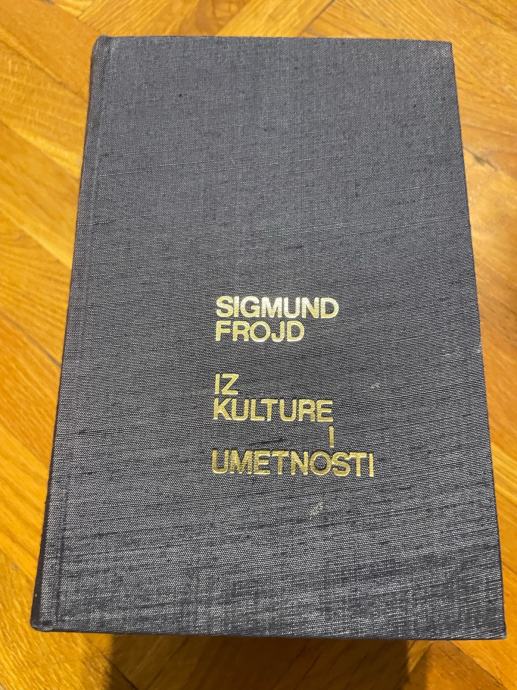 SIGMUND
FROJD
IZ
KULTURE
I
UMETNOSTI